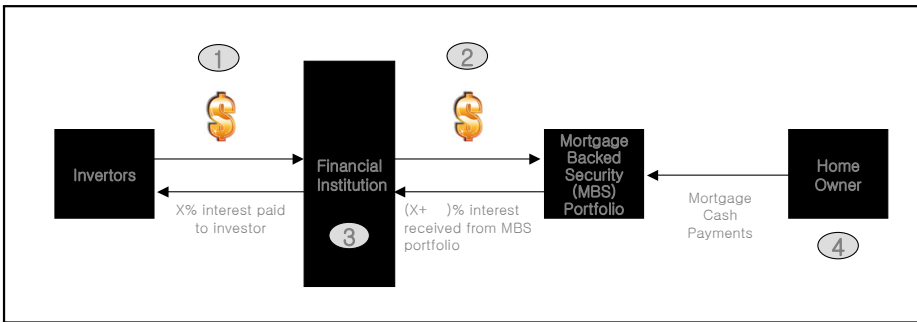 1
2
$
$
Invertors
Financial
Institution
Mortgage
Backed
Security
(MBS)
Portfolio
Home
Owner
X% interest paid
to investor
(X+ )% interest
received from MBS
portfolio
Mortgage
Cash
Payments
3
4